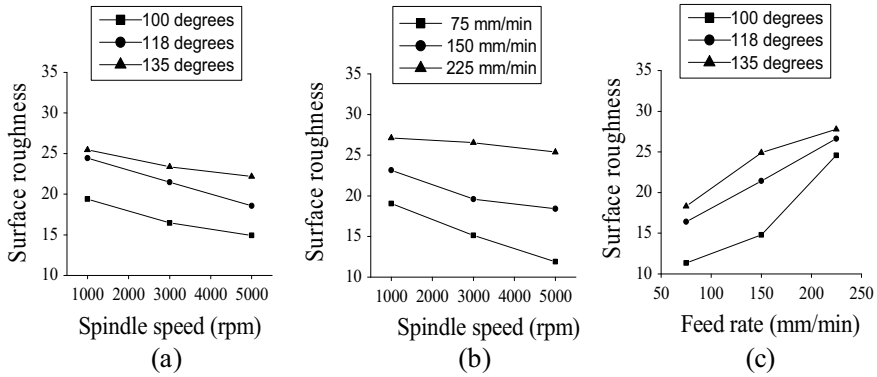 100 degrees
118 degrees
135 degrees
Surface roughness
35
30
25
20
15
10
1000 2000 3000 4000 5000
Spindle speed (rpm)
(a)
75 mm/min
150 mm/min
225 mm/min
Surface roughness
35
30
25
20
15
10
1000 2000 3000 4000 5000
Spindle speed (rpm)
(b)
100 degrees
118 degrees
135 degrees
Surface roughness
35
30
25
20
15
10
50 100 150 200 250
Feed rate (mm/min)
(c)